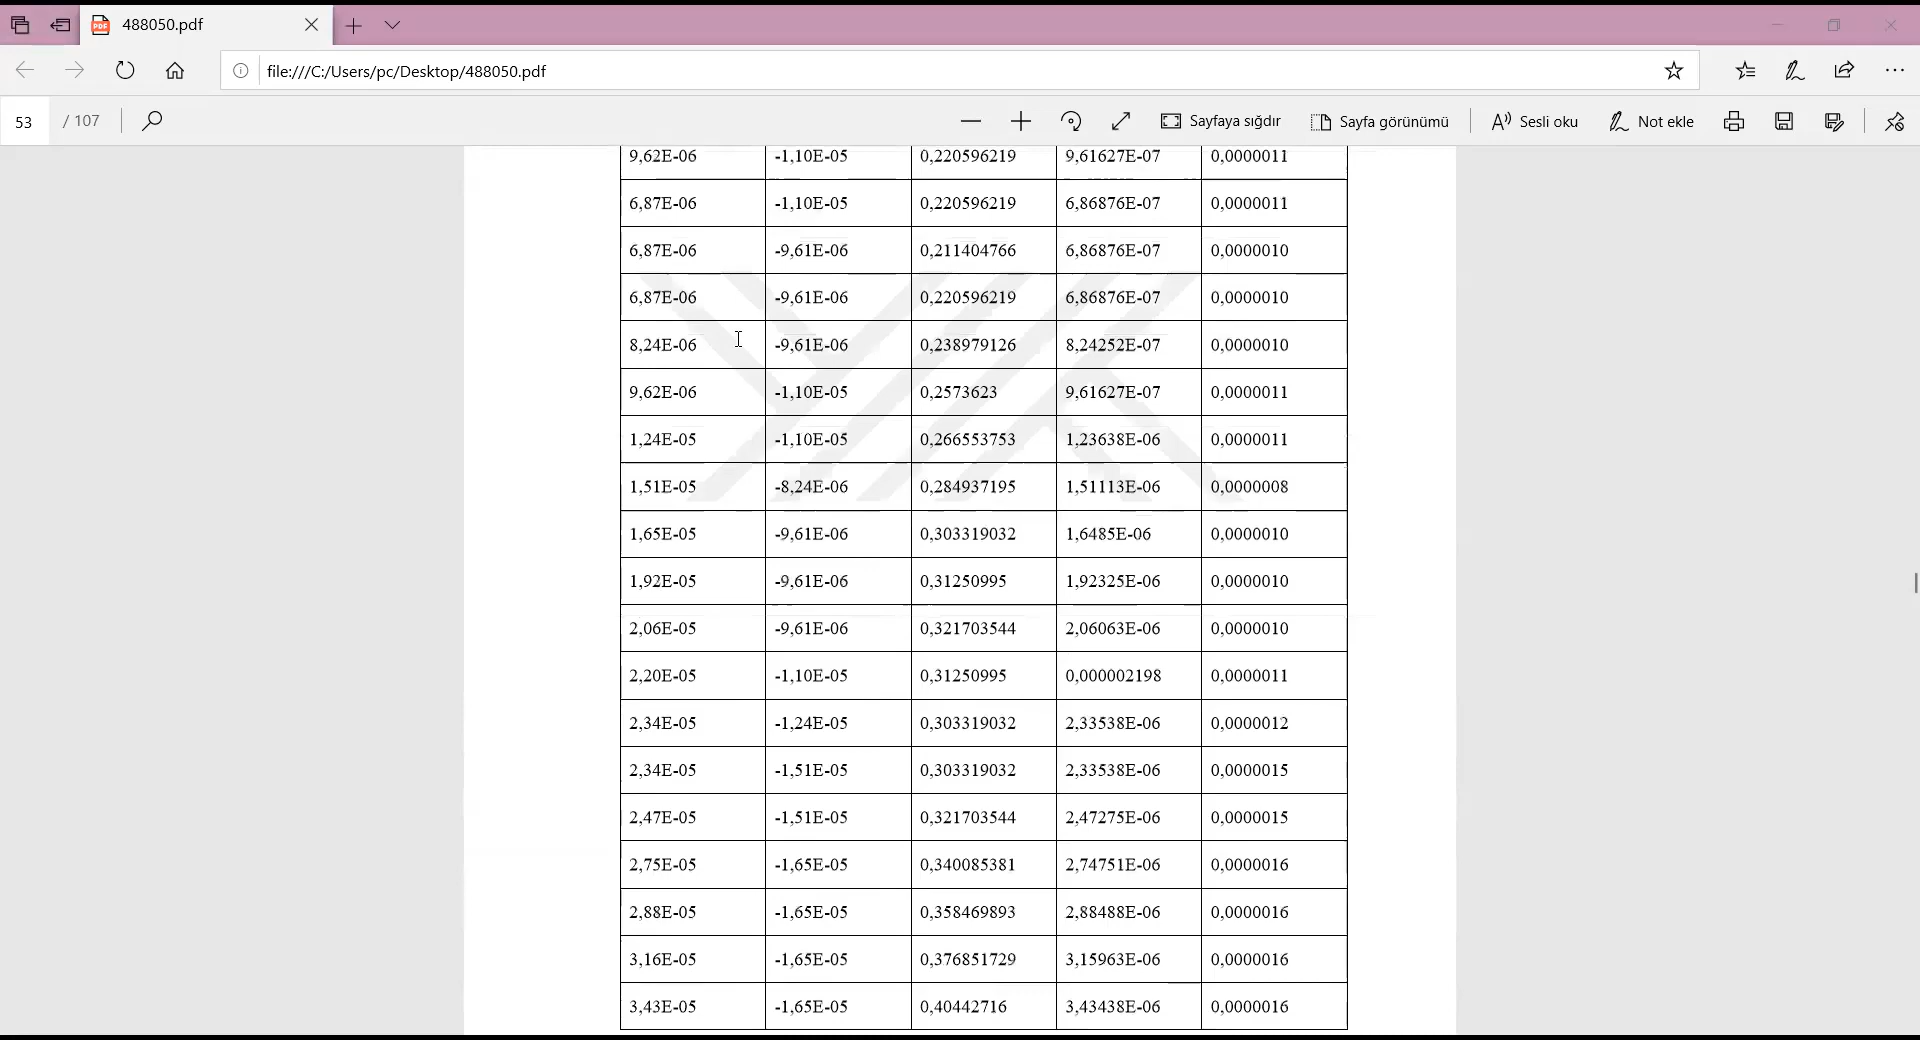 488050.pdf
file:///C:/Users/pc/Desktop/488050.pdf
53 / 107 Sayfaya sığdır Sayfa görünümü Sesli oku Not ekle
9,62E-06 -1,10E-05 0,220596219 9,61627E-07 0,0000011
6,87E-06 -1,10E-05 0,220596219 6,86876E-07 0,0000011
6,87E-06 -9,61E-06 0,211404766 6,86876E-07 0,0000010
6,87E-06 -9,61E-06 0,220596219 6,86876E-07 0,0000010
8,24E-06 -9,61E-06 0,238979126 8,24252E-07 0,0000010
9,62E-06 -1,10E-05 0,2573623 9,61627E-07 0,0000011
1,24E-05 -1,10E-05 0,266553753 1,23638E-06 0,0000011
1,51E-05 -8,24E-06 0,284937195 1,51113E-06 0,0000008
1,65E-05 -9,61E-06 0,303319032 1,6485E-06 0,0000010
1,92E-05 -9,61E-06 0,31250995 1,92325E-06 0,0000010
2,06E-05 -9,61E-06 0,321703544 2,06063E-06 0,0000010
2,20E-05 -1,10E-05 0,31250995 0,000002198 0,0000011
2,34E-05 -1,24E-05 0,303319032 2,33538E-06 0,0000012
2,34E-05 -1,51E-05 0,303319032 2,33538E-06 0,0000015
2,47E-05 -1,51E-05 0,321703544 2,47275E-06 0,0000015
2,75E-05 -1,65E-05 0,340085381 2,74751E-06 0,0000016
2,88E-05 -1,65E-05 0,358469893 2,88488E-06 0,0000016
3,16E-05 -1,65E-05 0,376851729 3,15963E-06 0,0000016
3,43E-05 -1,65E-05 0,40442716 3,43438E-06 0,0000016